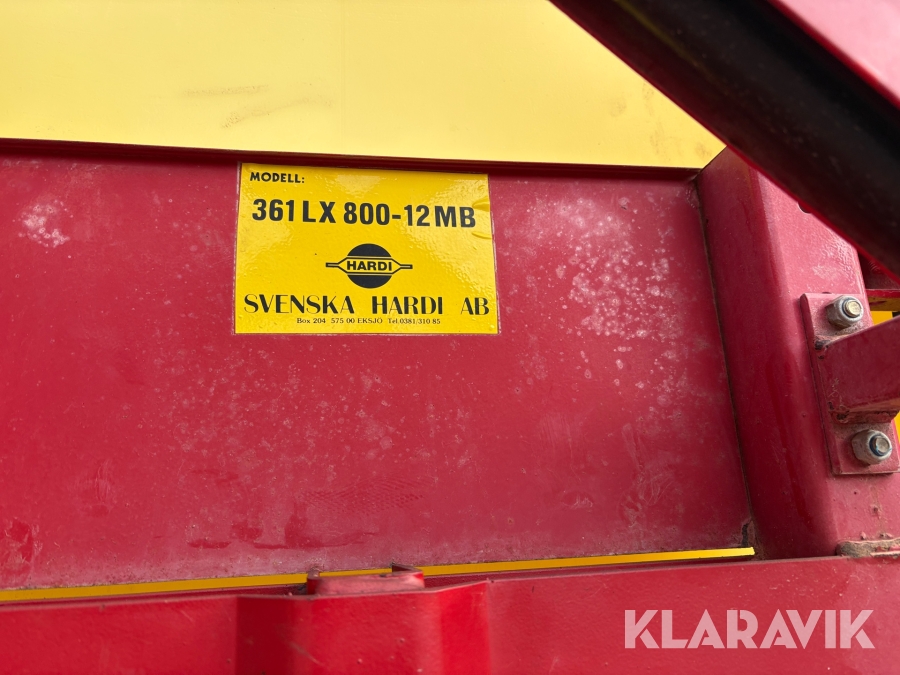 MODELL:
361 LX 800-12 MB
HARDI
SVENSKA HARDI AB
Box 204 575 00 EKSJÖ Tel.0381/310 85
KLARAVIK